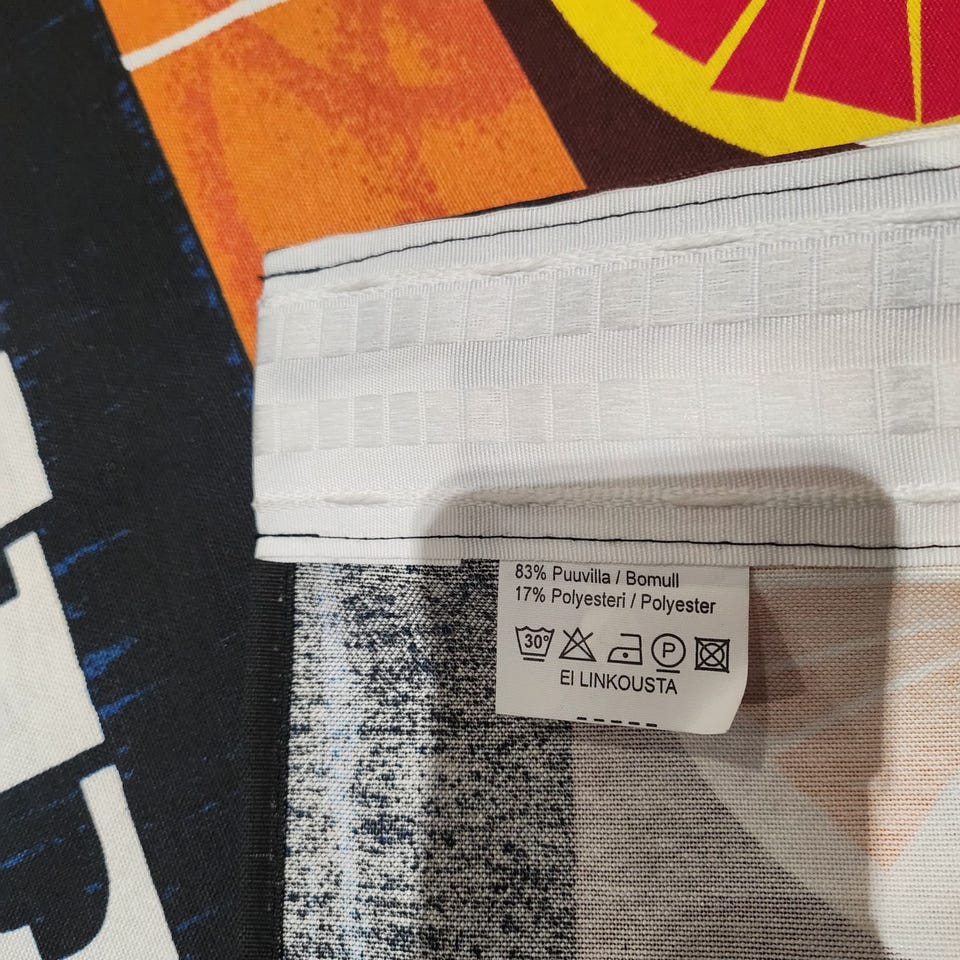 83% Puuvilla / Bomull
17% Polyesteri / Polyester
30°
P
EI LINKOUSTA